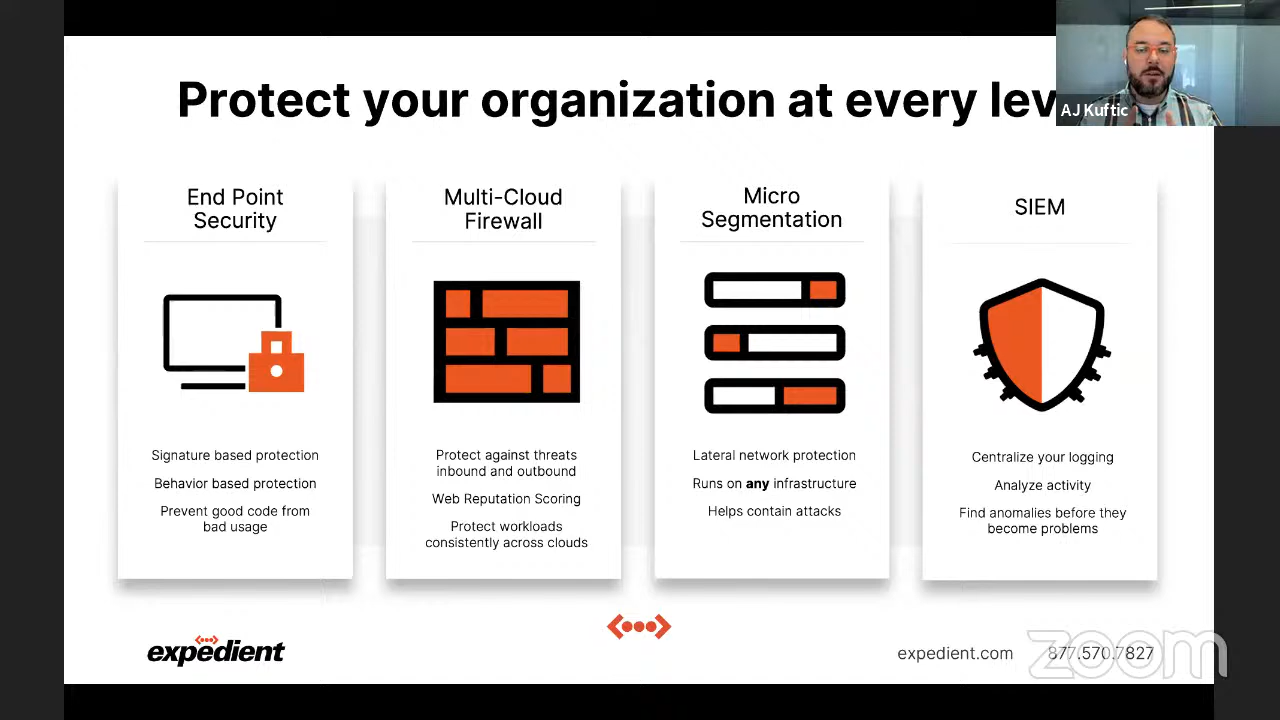 Protect your organization at every lev
AJ Kuftic
End Point
Security
Signature based protection
Behavior based protection
Prevent good code from
bad usage
Multi-Cloud
Firewall
Protect against threats
inbound and outbound
Web Reputation Scoring
Protect workloads
consistently across clouds
Micro
Segmentation
Lateral network protection
Runs on any infrastructure
Helps contain attacks
SIEM
Centralize your logging
Analyze activity
Find anomalies before they
become problems
expedient
expedient.com
877.570.7827
zoom